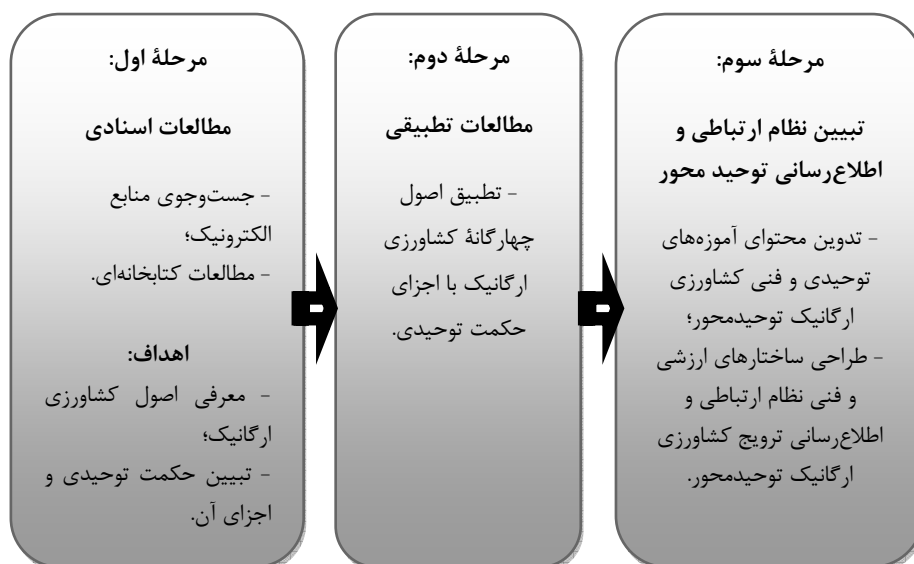 مرحلهٔ اول:
مطالعات اسنادی
- جست‌وجوی منابع
الکترونیک؛
- مطالعات کتابخانه‌ای.
اهداف:
- معرفی اصول کشاورزی
ارگانیک؛
- تبیین حکمت توحیدی و
اجزای آن.
مرحلهٔ دوم:
مطالعات تطبیقی
- تطبیق اصول
چهارگانهٔ کشاورزی
ارگانیک با اجزای
حکمت توحیدی.
مرحلهٔ سوم:
تبیین نظام ارتباطی و
اطلاع‌رسانی توحید محور
- تدوین محتوای آموزه‌های
توحیدی و فنی کشاورزی
ارگانیک توحیدمحور؛
- طراحی ساختارهای ارزشی
و فنی نظام ارتباطی و
اطلاع‌رسانی ترویج کشاورزی
ارگانیک توحیدمحور.